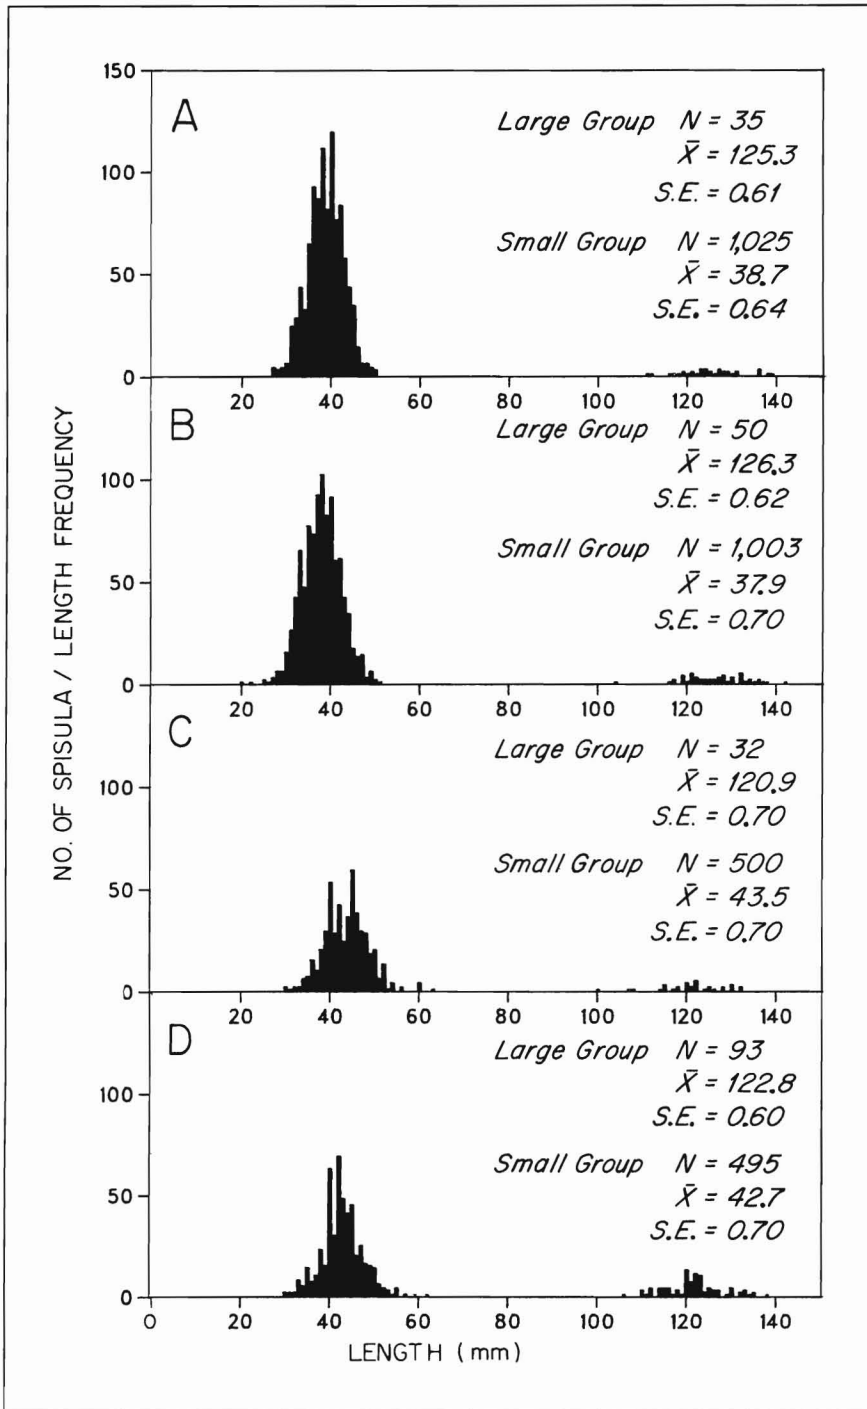 NO. OF SPISULA / LENGTH FREQUENCY
150
100
50
0
A
Large Group N = 35
X̄ = 125.3
S.E. = 0.61
Small Group N = 1,025
X̄ = 38.7
S.E. = 0.64
20 40 60 80 100 120 140
100
50
0
B
Large Group N = 50
X̄ = 126.3
S.E. = 0.62
Small Group N = 1,003
X̄ = 37.9
S.E. = 0.70
20 40 60 80 100 120 140
100
50
0
C
Large Group N = 32
X̄ = 120.9
S.E. = 0.70
Small Group N = 500
X̄ = 43.5
S.E. = 0.70
20 40 60 80 100 120 140
100
50
0
D
Large Group N = 93
X̄ = 122.8
S.E. = 0.60
Small Group N = 495
X̄ = 42.7
S.E. = 0.70
0 20 40 60 80 100 120 140
LENGTH (mm)